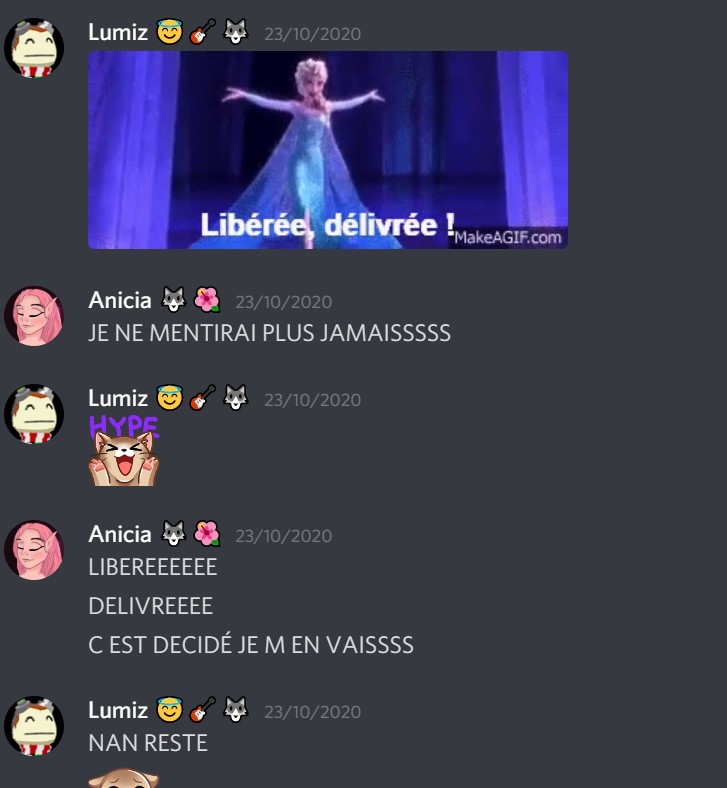 Lumiz 😇 🎸 🐺 23/10/2020
Libérée, délivrée !
MakeAGIF.com
Anicia 🐺 🌺 23/10/2020
JE NE MENTIRAI PLUS JAMAISSSSS
Lumiz 😇 🎸 🐺 23/10/2020
HYPE
Anicia 🐺 🌺 23/10/2020
LIBEREEEEEE
DELIVREEEE
C EST DECIDÉ JE M EN VAISSSS
Lumiz 😇 🎸 🐺 23/10/2020
NAN RESTE